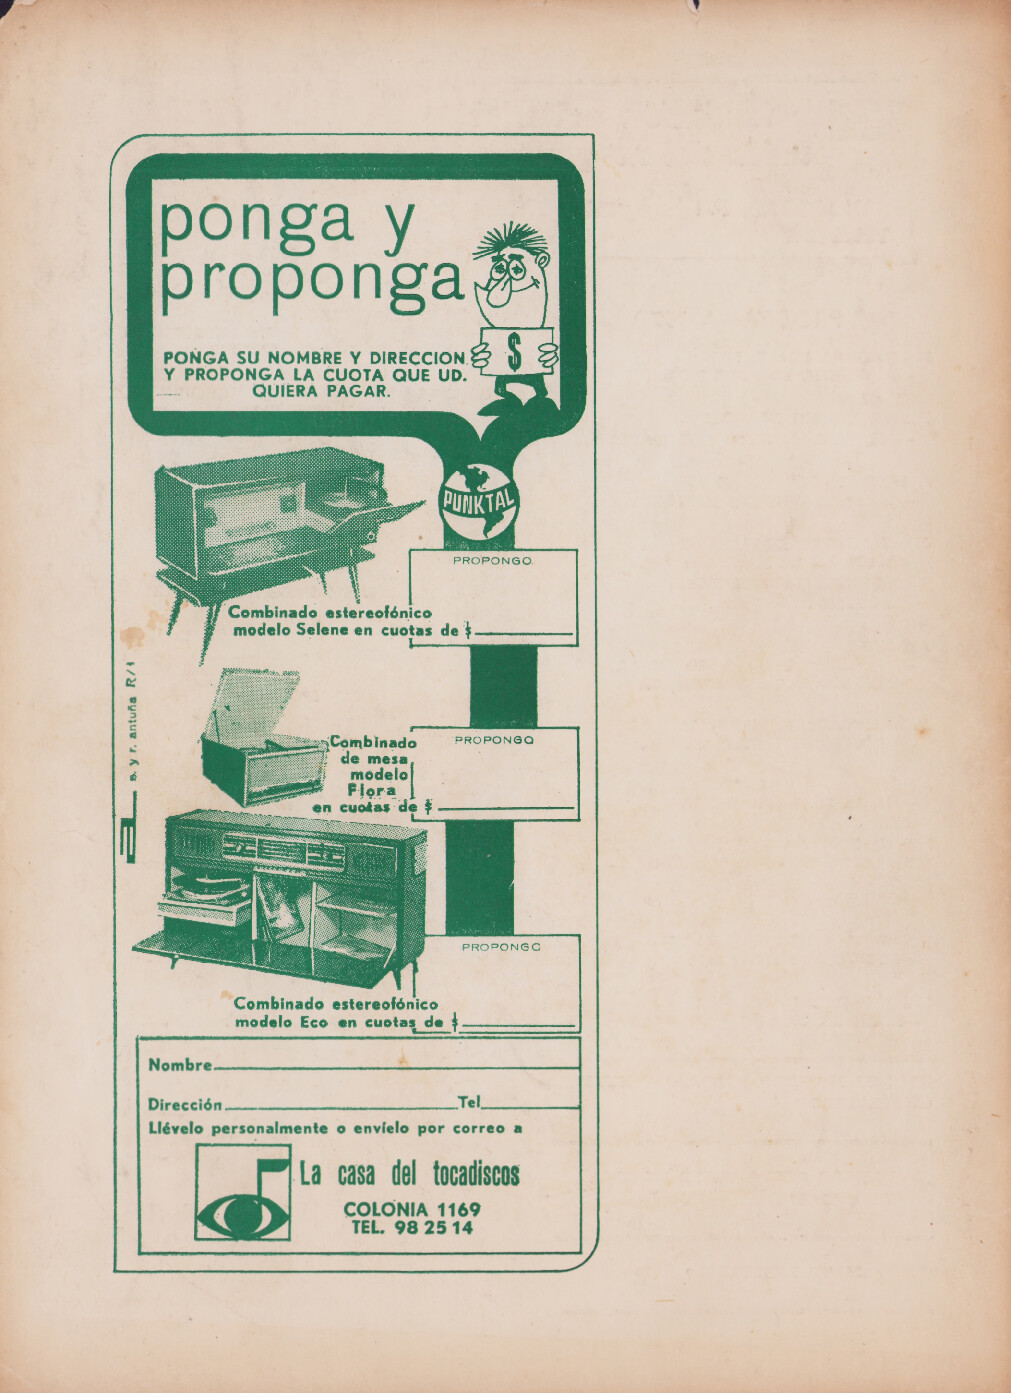 ponga y
proponga
$
PONGA SU NOMBRE Y DIRECCION
Y PROPONGA LA CUOTA QUE UD.
QUIERA PAGAR.
PUNKTAL
PROPONGO
Combinado estereofónico
modelo Selene en cuotas de $
PROPONGO
Combinado
de mesa
modelo
Flora
en cuotas de $
PROPONGO
Combinado estereofónico
modelo Eco en cuotas de $
Nombre
Dirección Tel
Llévelo personalmente o envíelo por correo a
La casa del tocadiscos
COLONIA 1169
TEL. 98 25 14
s. y r. antuña R/1